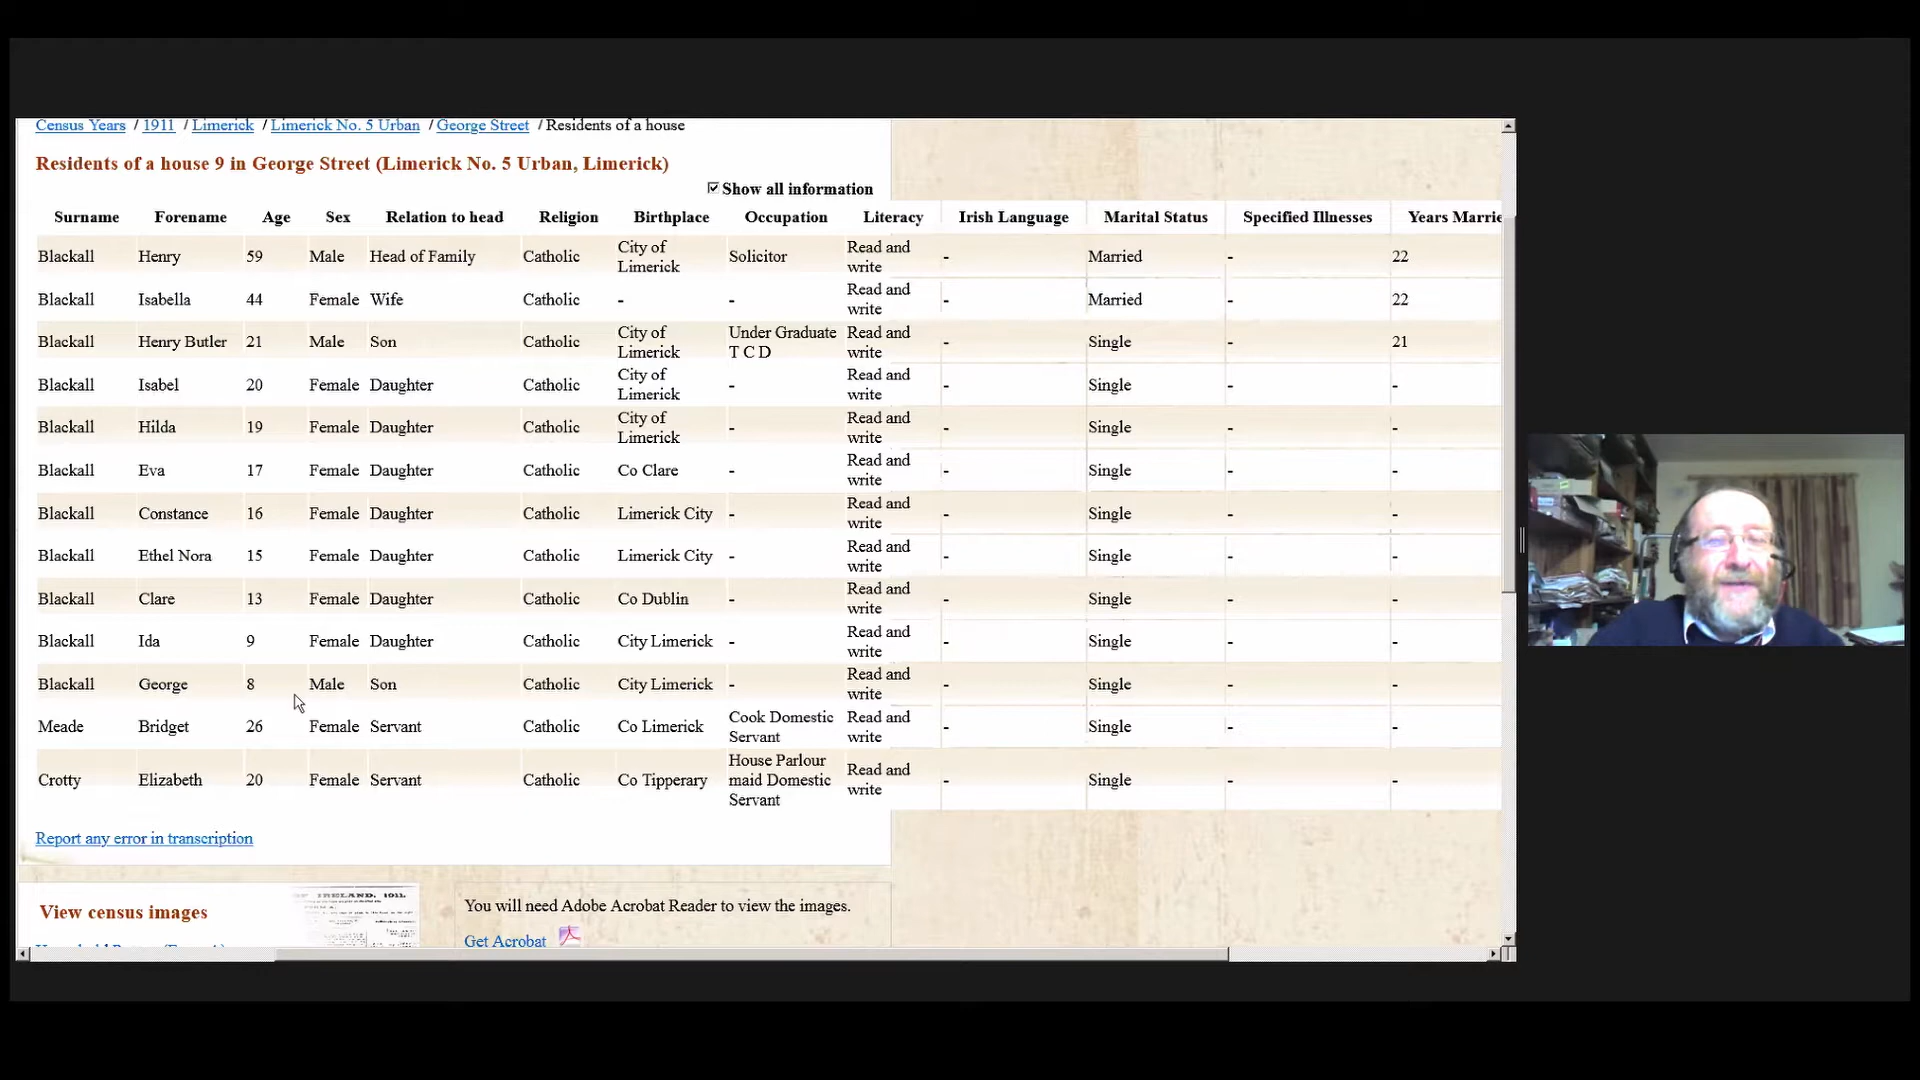 Census Years / 1911 / Limerick / Limerick No. 5 Urban / George Street / Residents of a house
Residents of a house 9 in George Street (Limerick No. 5 Urban, Limerick)
Show all information
Surname Forename Age Sex Relation to head Religion Birthplace Occupation Literacy Irish Language Marital Status Specified Illnesses Years Marrie
Blackall Henry 59 Male Head of Family Catholic City of Limerick Solicitor Read and write - Married - 22
Blackall Isabella 44 Female Wife Catholic - - Read and write - Married - 22
Blackall Henry Butler 21 Male Son Catholic City of Limerick Under Graduate T C D Read and write - Single - 21
Blackall Isabel 20 Female Daughter Catholic City of Limerick - Read and write - Single - -
Blackall Hilda 19 Female Daughter Catholic City of Limerick - Read and write - Single - -
Blackall Eva 17 Female Daughter Catholic Co Clare - Read and write - Single - -
Blackall Constance 16 Female Daughter Catholic Limerick City - Read and write - Single - -
Blackall Ethel Nora 15 Female Daughter Catholic Limerick City - Read and write - Single - -
Blackall Clare 13 Female Daughter Catholic Co Dublin - Read and write - Single - -
Blackall Ida 9 Female Daughter Catholic City Limerick - Read and write - Single - -
Blackall George 8 Male Son Catholic City Limerick - Read and write - Single - -
Meade Bridget 26 Female Servant Catholic Co Limerick Cook Domestic Servant Read and write - Single - -
Crotty Elizabeth 20 Female Servant Catholic Co Tipperary House Parlour maid Domestic Servant Read and write - Single - -
Report any error in transcription
View census images
IRELAND, 1911.
You will need Adobe Acrobat Reader to view the images.
Get Acrobat